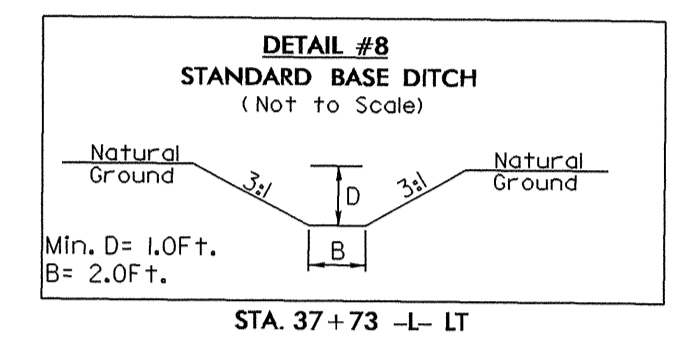 DETAIL #8
STANDARD BASE DITCH
(Not to Scale)
Natural
Ground
3:1
D
3:1
Natural
Ground
Min. D= 1.0Ft.
B= 2.0Ft.
B
STA. 37+73 -L- LT